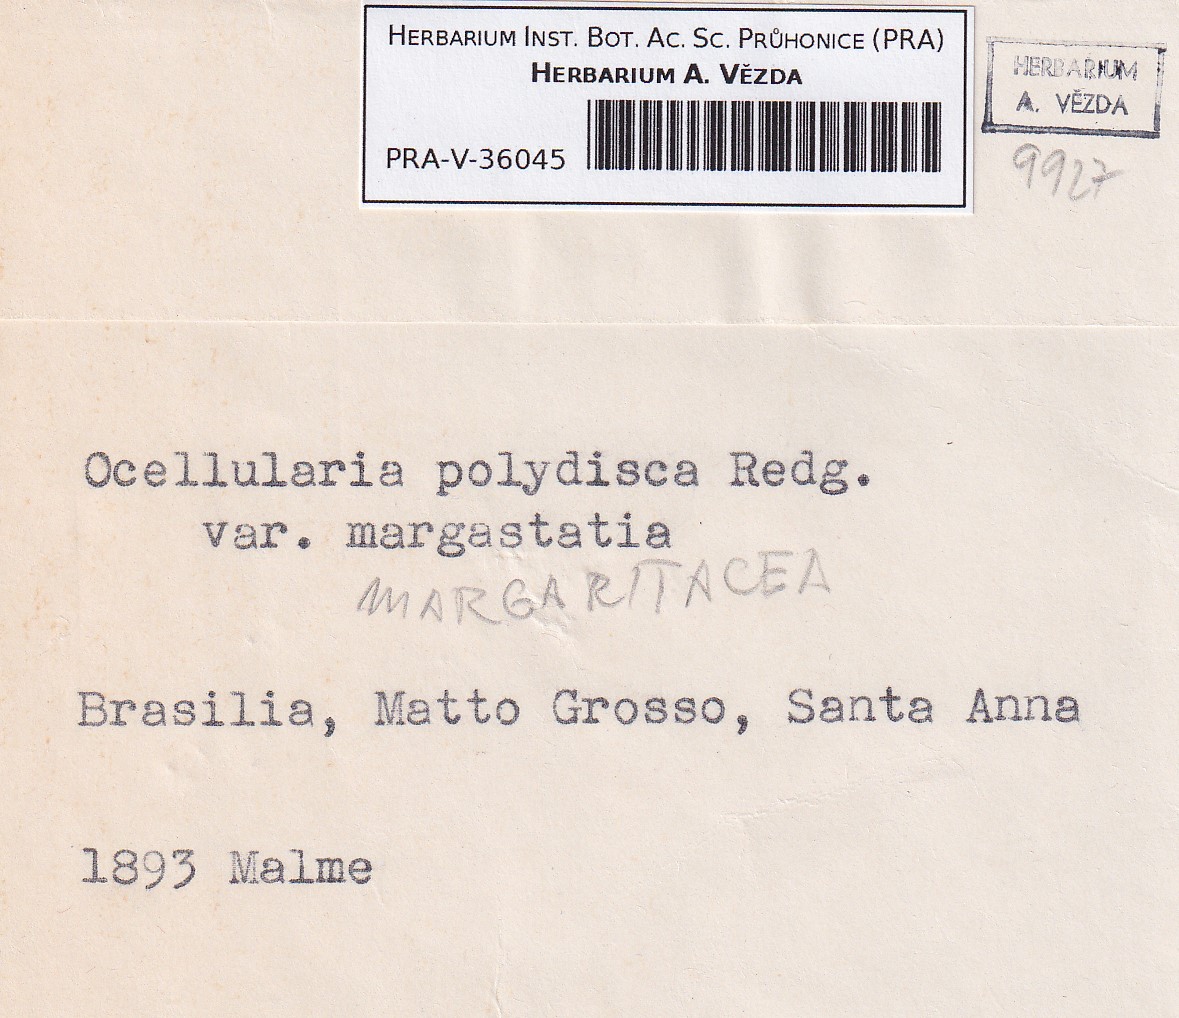 HERBARIUM INST. BOT. AC. SC. PRŮHONICE (PRA)
HERBARIUM A. VĚZDA
PRA-V-36045
HERBARIUM
A. VĚZDA
9927
Ocellularia polydisca Redg.
var. margastatia
MARGARITACEA
Brasilia, Matto Grosso, Santa Anna
1893 Malme